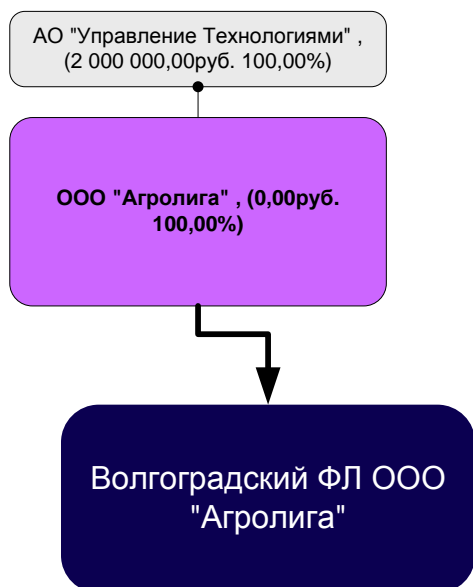 АО "Управление Технологиями" ,
(2 000 000,00руб. 100,00%)
ООО "Агролига" , (0,00руб.
100,00%)
Волгоградский ФЛ ООО
"Агролига"